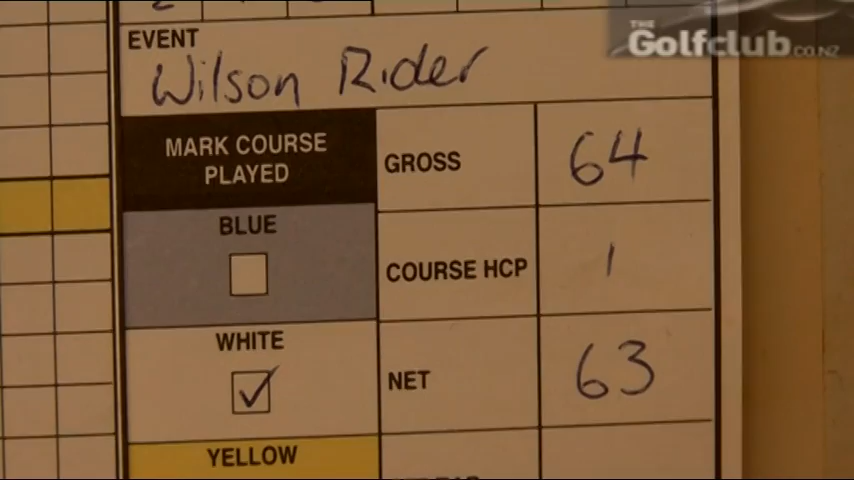 THE
Golfclub.CO.NZ
EVENT
Wilson Rider
MARK COURSE
PLAYED
GROSS 64
BLUE
COURSE HCP 1
WHITE
NET 63
YELLOW